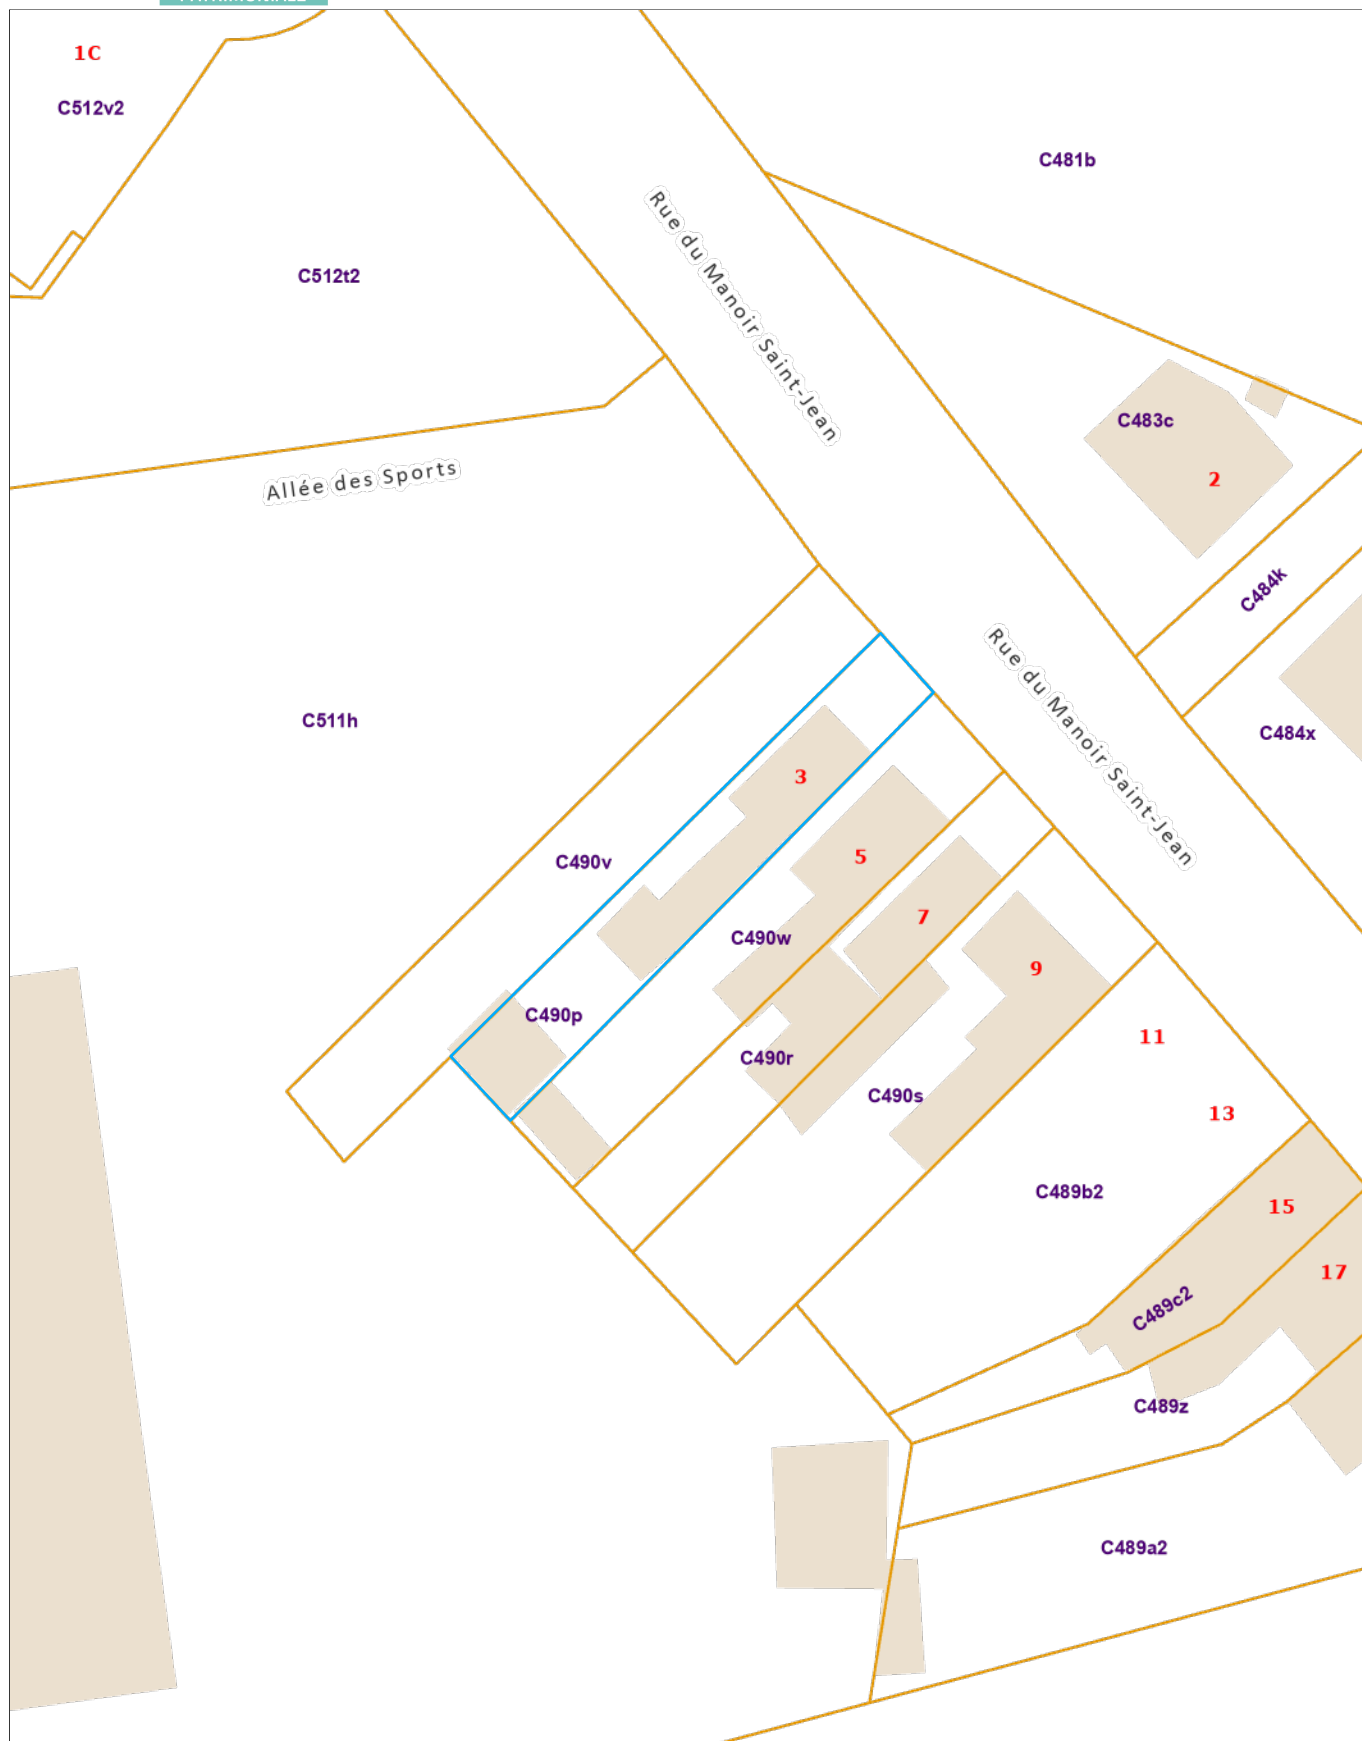 1C
C512v2
C481b
Rue du Manoir Saint-Jean
C512t2
C483c
2
Allée des Sports
C484k
Rue du Manoir Saint-Jean
C511h
C484x
3
C490v
5
7
C490w
9
C490p
11
C490r
C490s
13
C489b2
15
17
C489c2
C489z
C489a2